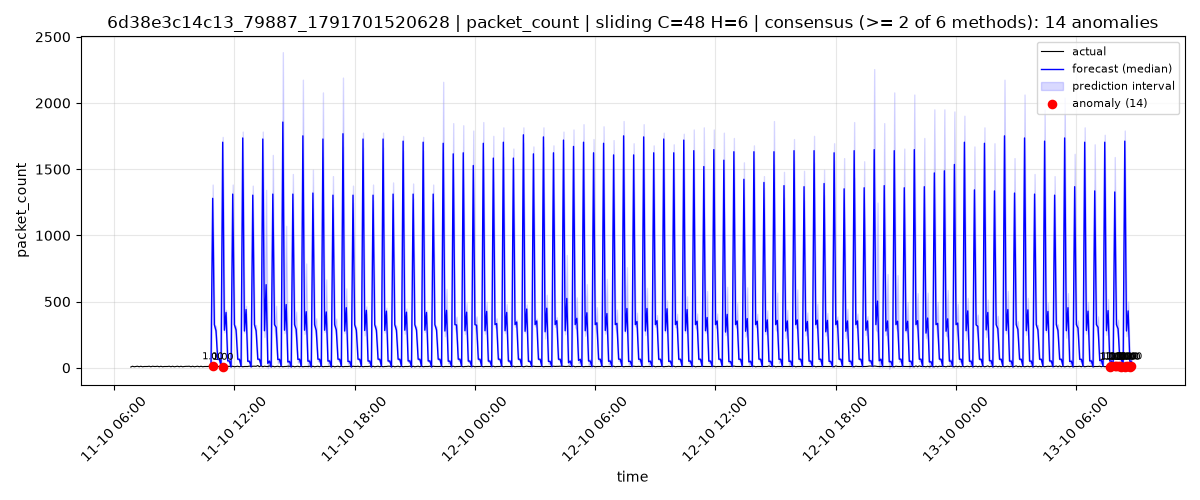 6d38e3c14c13_79887_1791701520628 | packet_count | sliding C=48 H=6 | consensus (>= 2 of 6 methods): 14 anomalies
actual
forecast (median)
prediction interval
anomaly (14)
packet_count
2500
2000
1500
1000
500
0
11-10 06:00
11-10 12:00
11-10 18:00
12-10 00:00
12-10 06:00
12-10 12:00
12-10 18:00
13-10 00:00
13-10 06:00
time